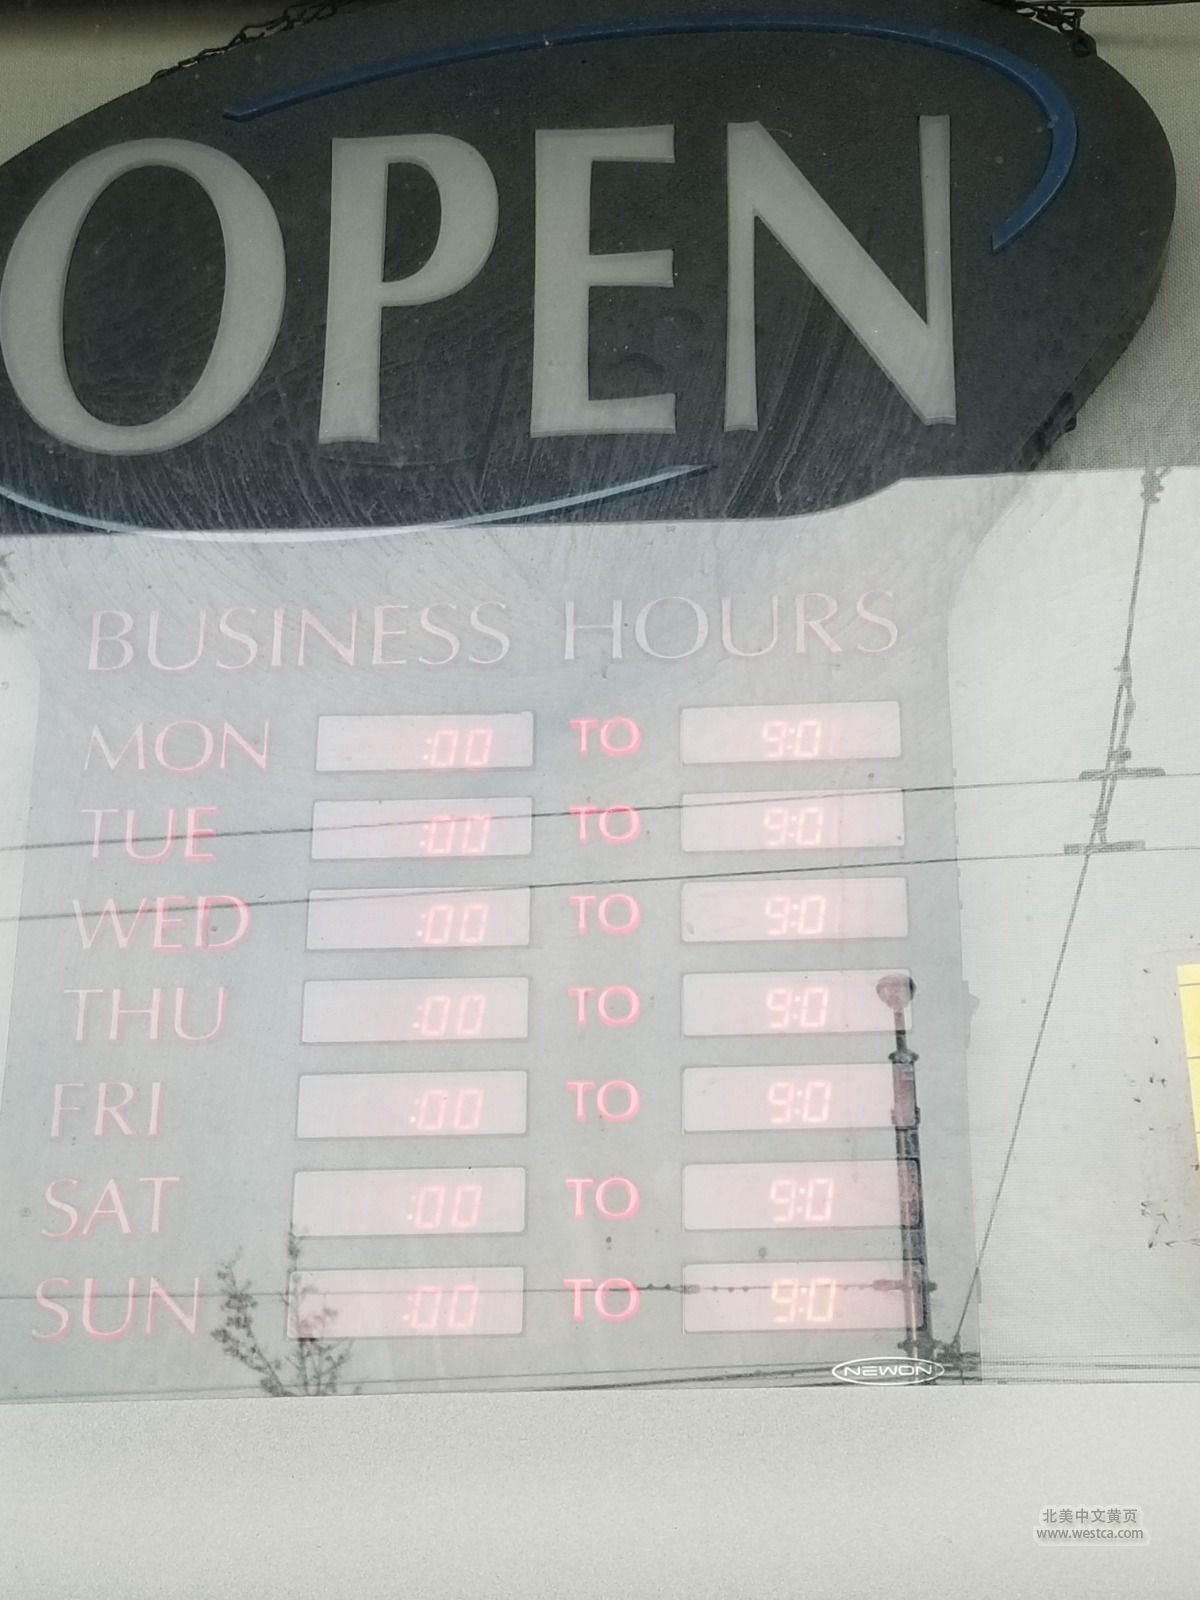 OPEN
BUSINESS HOURS
MON :00 TO 9:0
TUE :00 TO 9:0
WED :00 TO 9:0
THU :00 TO 9:0
FRI :00 TO 9:0
SAT :00 TO 9:0
SUN :00 TO 9:0
NEWON
北美中文黄页
www.westca.com